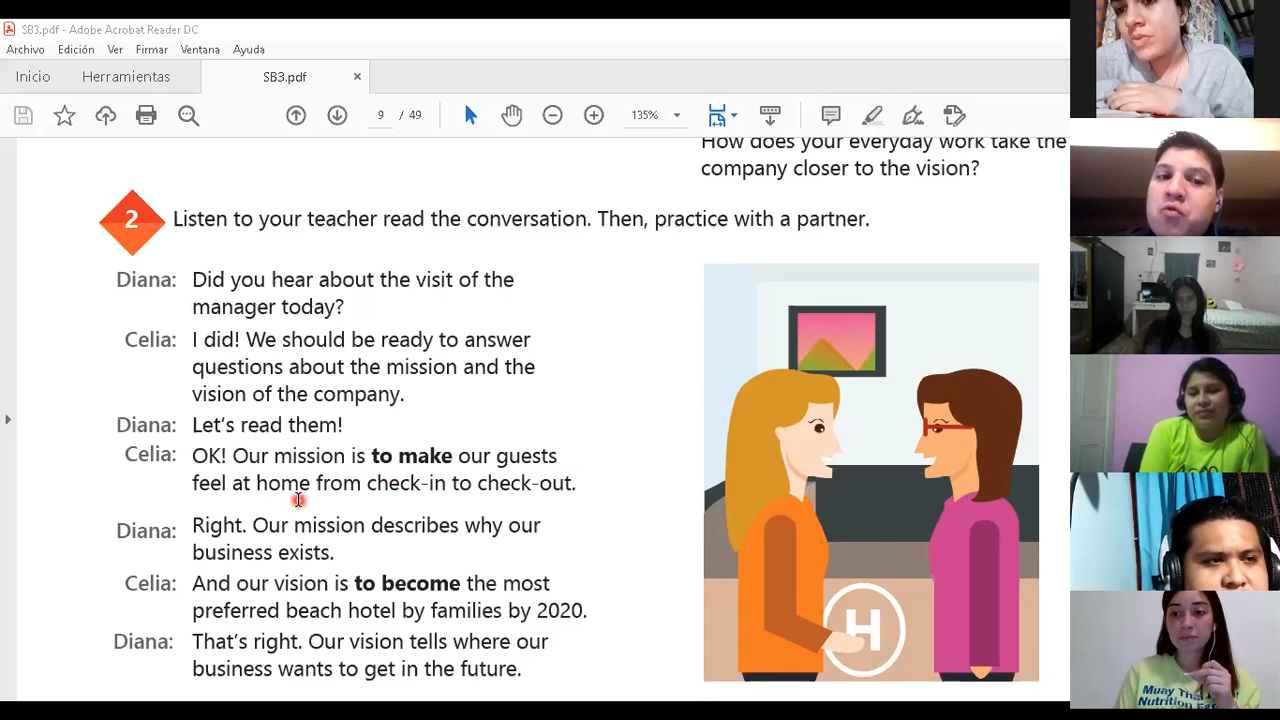 SB3.pdf - Adobe Acrobat Reader DC
Archivo Edición Ver Firmar Ventana Ayuda
Inicio Herramientas SB3.pdf ×
9 / 49 135%
How does your everyday work take the
company closer to the vision?
2 Listen to your teacher read the conversation. Then, practice with a partner.
Diana: Did you hear about the visit of the
manager today?
Celia: I did! We should be ready to answer
questions about the mission and the
vision of the company.
Diana: Let's read them!
Celia: OK! Our mission is to make our guests
feel at home from check-in to check-out.
Diana: Right. Our mission describes why our
business exists.
Celia: And our vision is to become the most
preferred beach hotel by families by 2020.
Diana: That's right. Our vision tells where our
business wants to get in the future.
H
Muay Tha
Nutrition